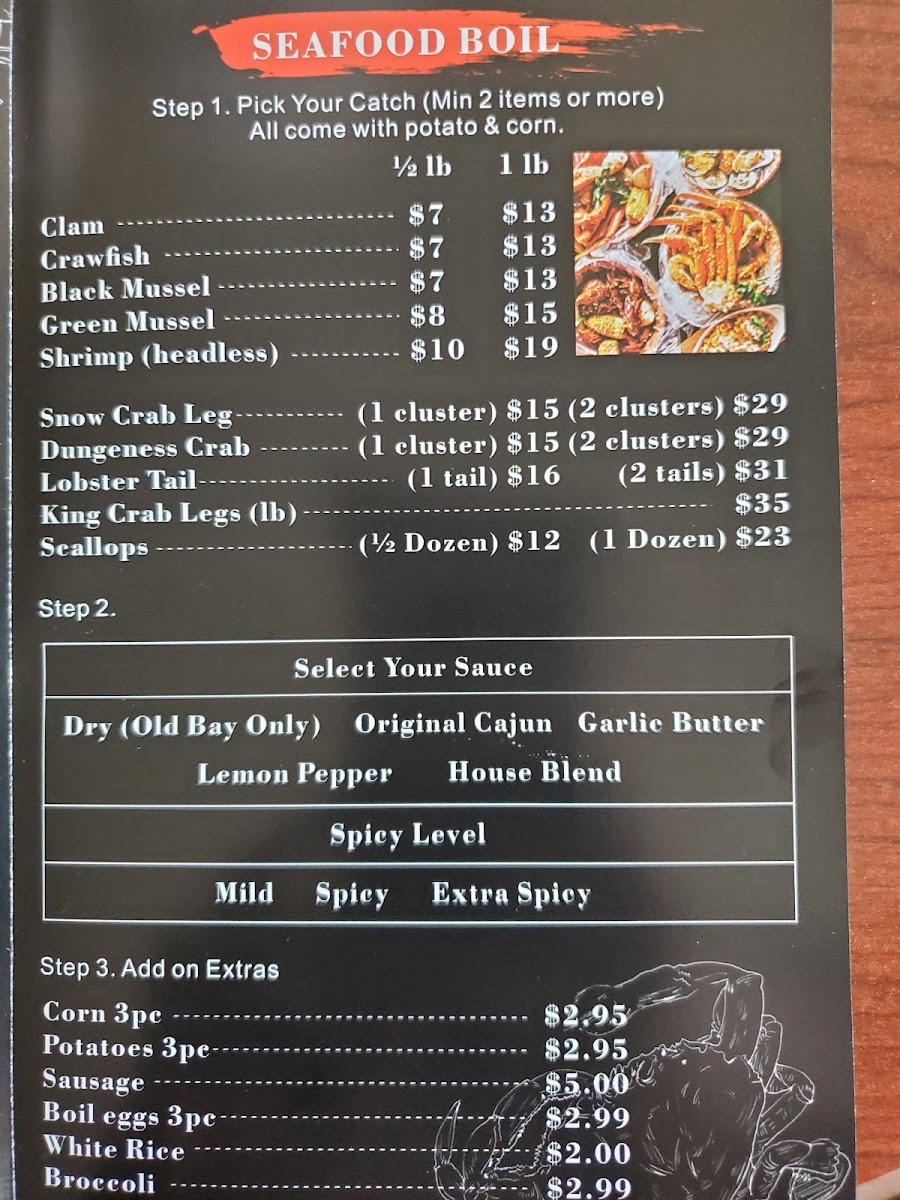 SEAFOOD BOIL
Step 1. Pick Your Catch (Min 2 items or more)
All come with potato & corn.
½ lb 1 lb
Clam $7 $13
Crawfish $7 $13
Black Mussel $7 $13
Green Mussel $8 $15
Shrimp (headless) $10 $19
Snow Crab Leg (1 cluster) $15 (2 clusters) $29
Dungeness Crab (1 cluster) $15 (2 clusters) $29
Lobster Tail (1 tail) $16 (2 tails) $31
King Crab Legs (lb) $35
Scallops (½ Dozen) $12 (1 Dozen) $23
Step 2.
Select Your Sauce
Dry (Old Bay Only) Original Cajun Garlic Butter
Lemon Pepper House Blend
Spicy Level
Mild Spicy Extra Spicy
Step 3. Add on Extras
Corn 3pc $2.95
Potatoes 3pc $2.95
Sausage $5.00
Boil eggs 3pc $2.99
White Rice $2.00
Broccoli $2.99